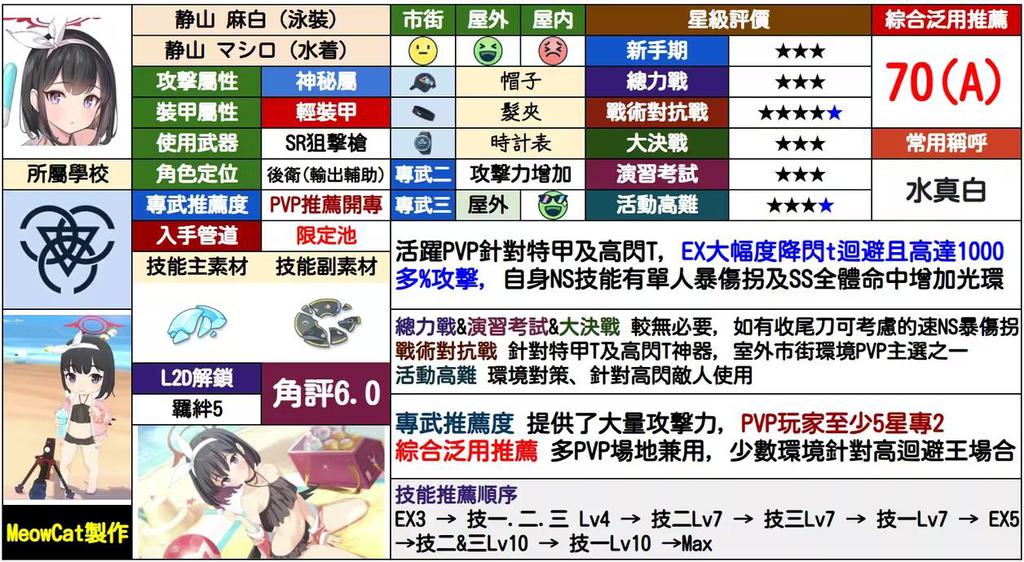 静山 麻白（泳裝）
静山 マシロ（水着）
攻擊屬性 神秘屬
裝甲屬性 輕裝甲
使用武器 SR狙擊槍
角色定位 後衛(輸出輔助)
專武推薦度 PVP推薦開專
入手管道 限定池
技能主素材 技能副素材
L2D解鎖
羈絆5
角評6.0
所屬學校
MeowCat製作
市街 屋外 屋内
帽子
髮夾
時計表
專武二 攻擊力增加
專武三 屋外
星級評價
新手期 ★★★
總力戰 ★★★
戰術對抗戰 ★★★★★
大決戰 ★★★
演習考試 ★★★
活動高難 ★★★★
綜合泛用推薦
70(A)
常用稱呼
水真白
活躍PVP針對特甲及高閃T, EX大幅度降閃t迴避且高達1000
多%攻擊, 自身NS技能有單人暴傷拐及SS全體命中增加光環
總力戰&演習考試&大決戰 較無必要, 如有收尾刀可考慮的速NS暴傷拐
戰術對抗戰 針對特甲T及高閃T神器, 室外市街環境PVP主選之一
活動高難 環境對策、針對高閃敵人使用
專武推薦度 提供了大量攻擊力, PVP玩家至少5星專2
綜合泛用推薦 多PVP場地兼用, 少數環境針對高迴避王場合
技能推薦順序
EX3 → 技一.二.三 Lv4 → 技二Lv7 → 技三Lv7 → 技一Lv7 → EX5
→技二&三Lv10 → 技一Lv10 →Max